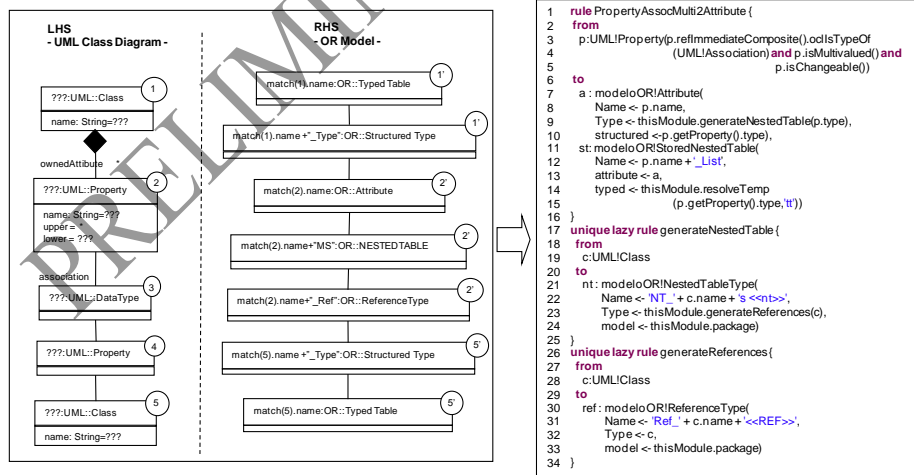 LHS
- UML Class Diagram -
1
???:UML::Class
name: String=???
ownedAttibute *
2
???:UML::Property
name: String=???
upper = *
lower = ???
association
3
???:UML::DataType
4
???:UML::Property
5
???:UML::Class
name: String=???
RHS
- OR Model -
1'
match(1).name:OR::Typed Table
1'
match(1).name +"_Type":OR::Structured Type
2'
match(2).name:OR::Attribute
2'
match(2).name+"MS":OR::NESTEDTABLE
2'
match(2).name+"_Ref":OR::ReferenceType
5'
match(5).name +"_Type":OR::Structured Type
5'
match(5).name:OR::Typed Table
1 rule PropertyAssocMulti2Attribute {
2 from
3 p:UML!Property(p.refImmediateComposite().oclIsTypeOf
4 (UML!Association) and p.isMultivalued() and
5 p.isChangeable())
6 to
7 a : modeloOR!Attribute(
8 Name <- p.name,
9 Type <- thisModule.generateNestedTable(p.type),
10 structured <-p.getProperty().type),
11 st: modeloOR!StoredNestedTable(
12 Name <- p.name + '_List',
13 attribute <- a,
14 typed <- thisModule.resolveTemp
15 (p.getProperty().type,'tt'))
16 }
17 unique lazy rule generateNestedTable {
18 from
19 c:UML!Class
20 to
21 nt : modeloOR!NestedTableType(
22 Name <- 'NT_' + c.name + 's <<nt>>',
23 Type <- thisModule.generateReferences(c),
24 model <- thisModule.package)
25 }
26 unique lazy rule generateReferences{
27 from
28 c:UML!Class
29 to
30 ref : modeloOR!ReferenceType(
31 Name <- 'Ref_' + c.name + '<<REF>>',
32 Type <- c,
33 model <- thisModule.package)
34 }
PRELIMI